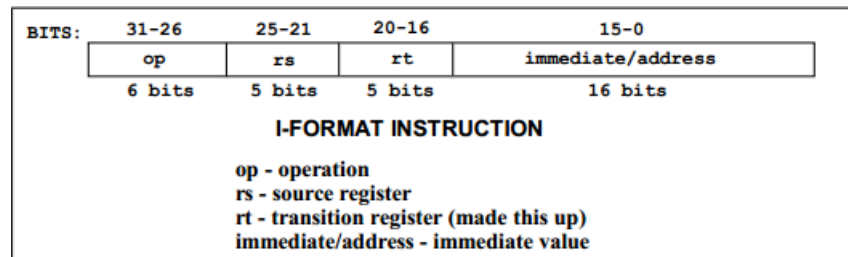 BITS: 31-26 25-21 20-16 15-0
op rs rt immediate/address
6 bits 5 bits 5 bits 16 bits
I-FORMAT INSTRUCTION
op - operation
rs - source register
rt - transition register (made this up)
immediate/address - immediate value